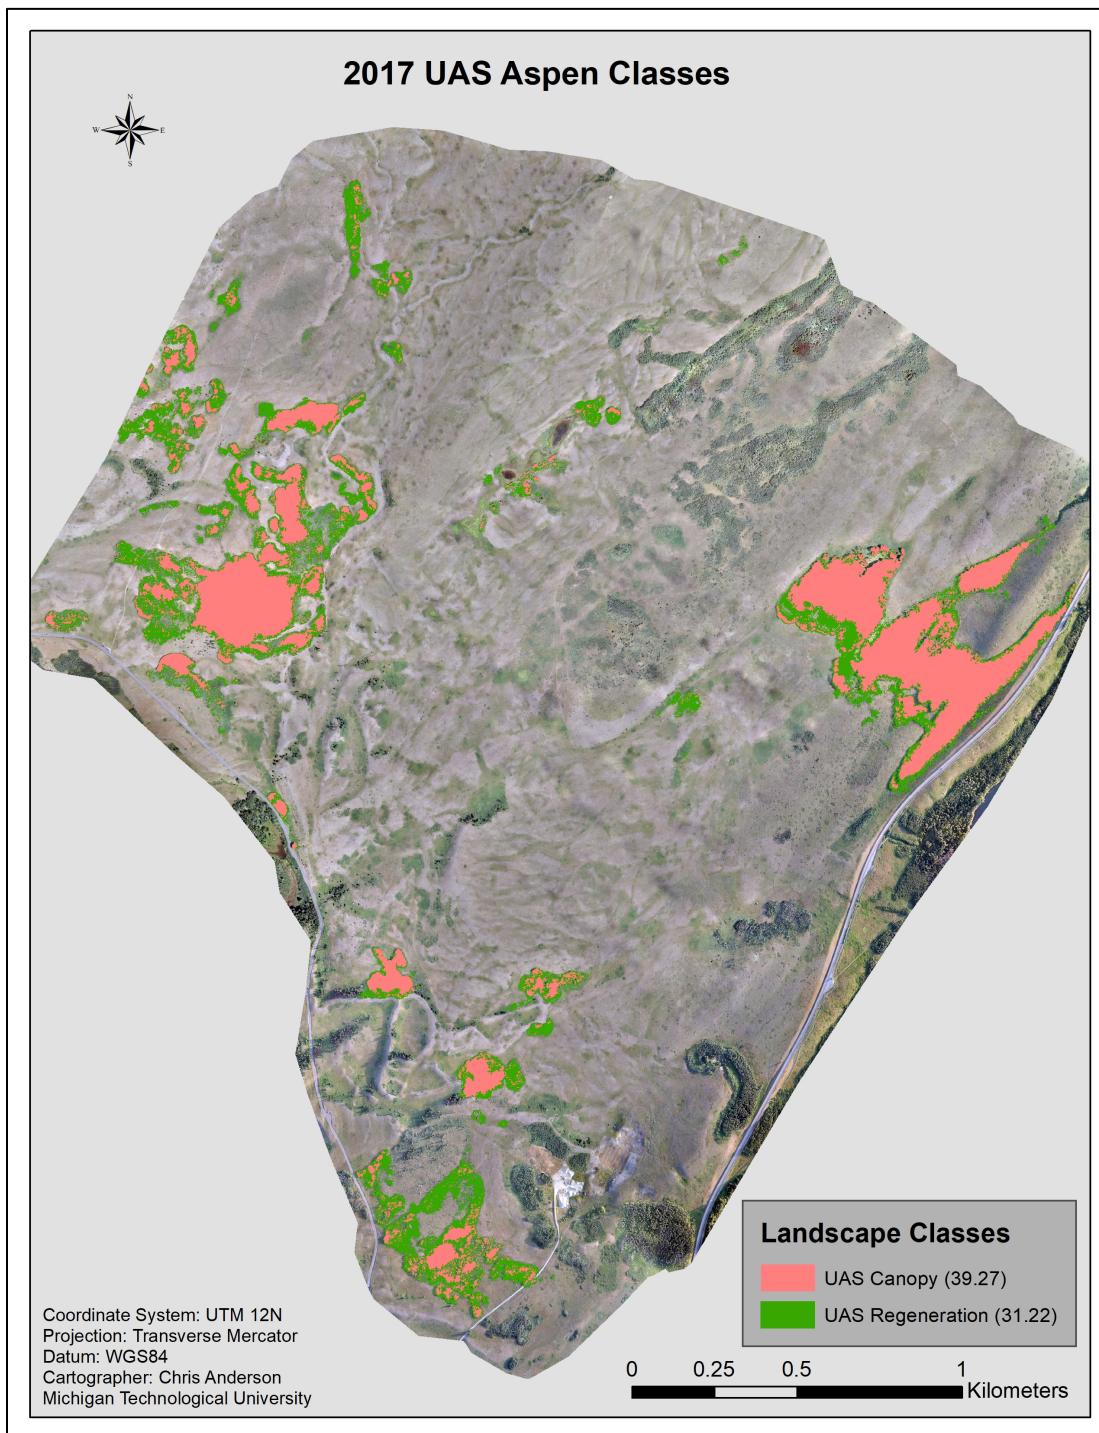 2017 UAS Aspen Classes
N
W E
S
Landscape Classes
UAS Canopy (39.27)
UAS Regeneration (31.22)
Coordinate System: UTM 12N
Projection: Transverse Mercator
Datum: WGS84
Cartographer: Chris Anderson
Michigan Technological University
0 0.25 0.5 1
Kilometers